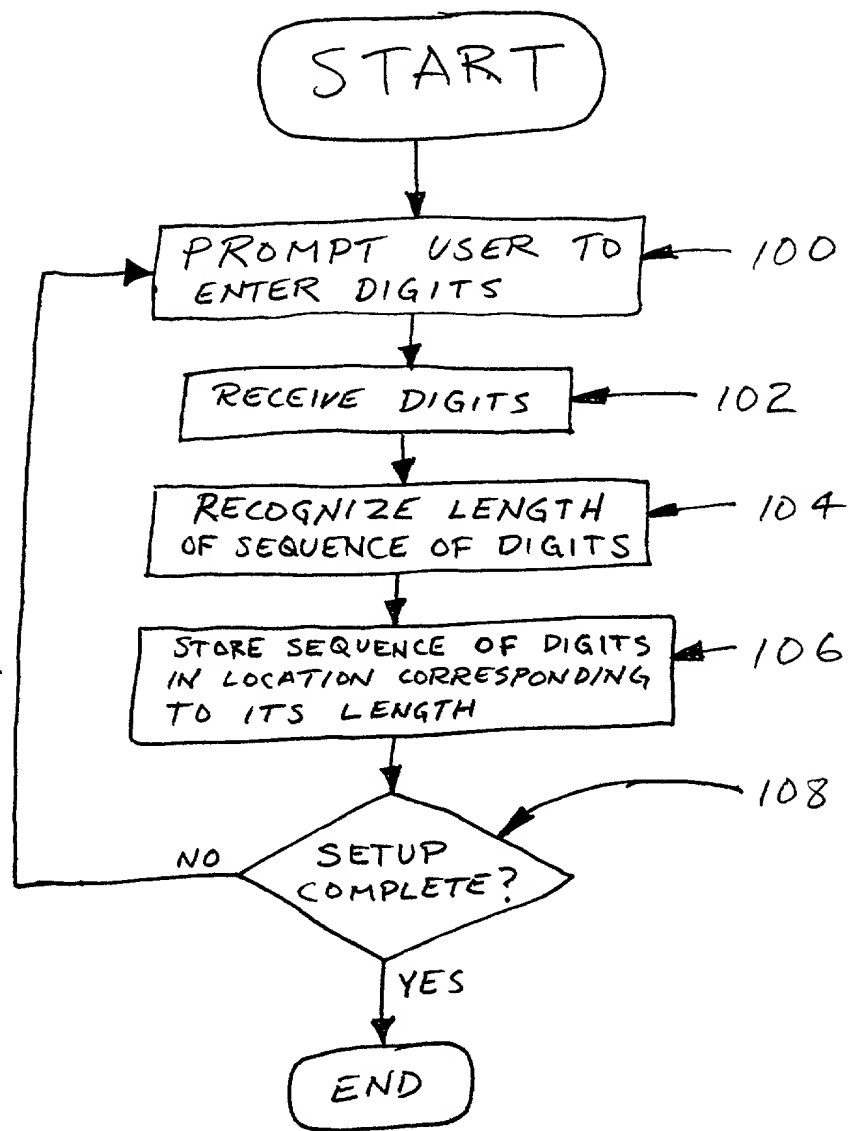 START
PROMPT USER TO
ENTER DIGITS
100
RECEIVE DIGITS
102
RECOGNIZE LENGTH
OF SEQUENCE OF DIGITS
104
STORE SEQUENCE OF DIGITS
IN LOCATION CORRESPONDING
TO ITS LENGTH
106
108
NO
SETUP
COMPLETE?
YES
END